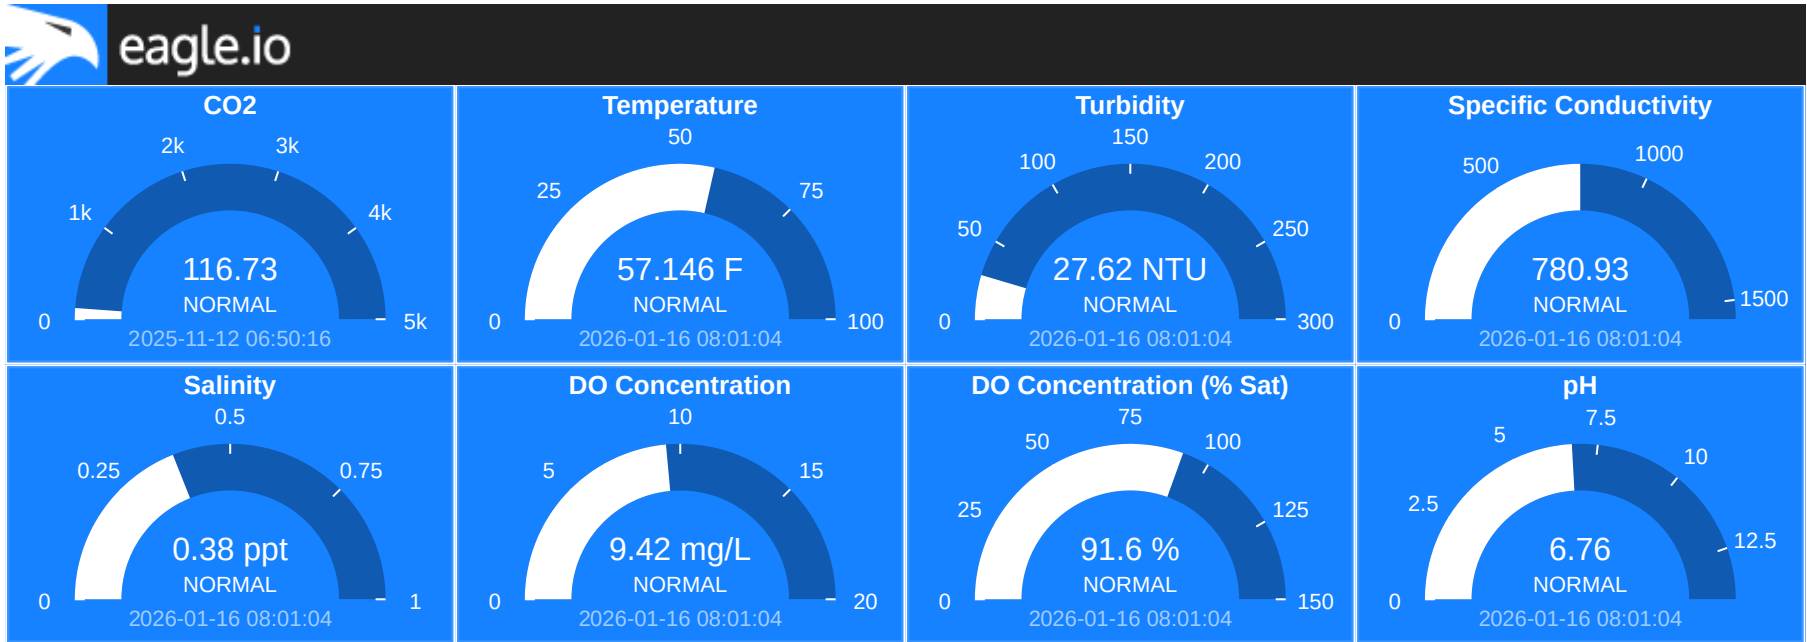 eagle.io
CO2
0
1k
2k
3k
4k
5k
116.73
NORMAL
2025-11-12 06:50:16
Temperature
0
25
50
75
100
57.146 F
NORMAL
2026-01-16 08:01:04
Turbidity
0
50
100
150
200
250
300
27.62 NTU
NORMAL
2026-01-16 08:01:04
Specific Conductivity
0
500
1000
1500
780.93
NORMAL
2026-01-16 08:01:04
Salinity
0
0.25
0.5
0.75
1
0.38 ppt
NORMAL
2026-01-16 08:01:04
DO Concentration
0
5
10
15
20
9.42 mg/L
NORMAL
2026-01-16 08:01:04
DO Concentration (% Sat)
0
25
50
75
100
125
150
91.6 %
NORMAL
2026-01-16 08:01:04
pH
0
2.5
5
7.5
10
12.5
6.76
NORMAL
2026-01-16 08:01:04